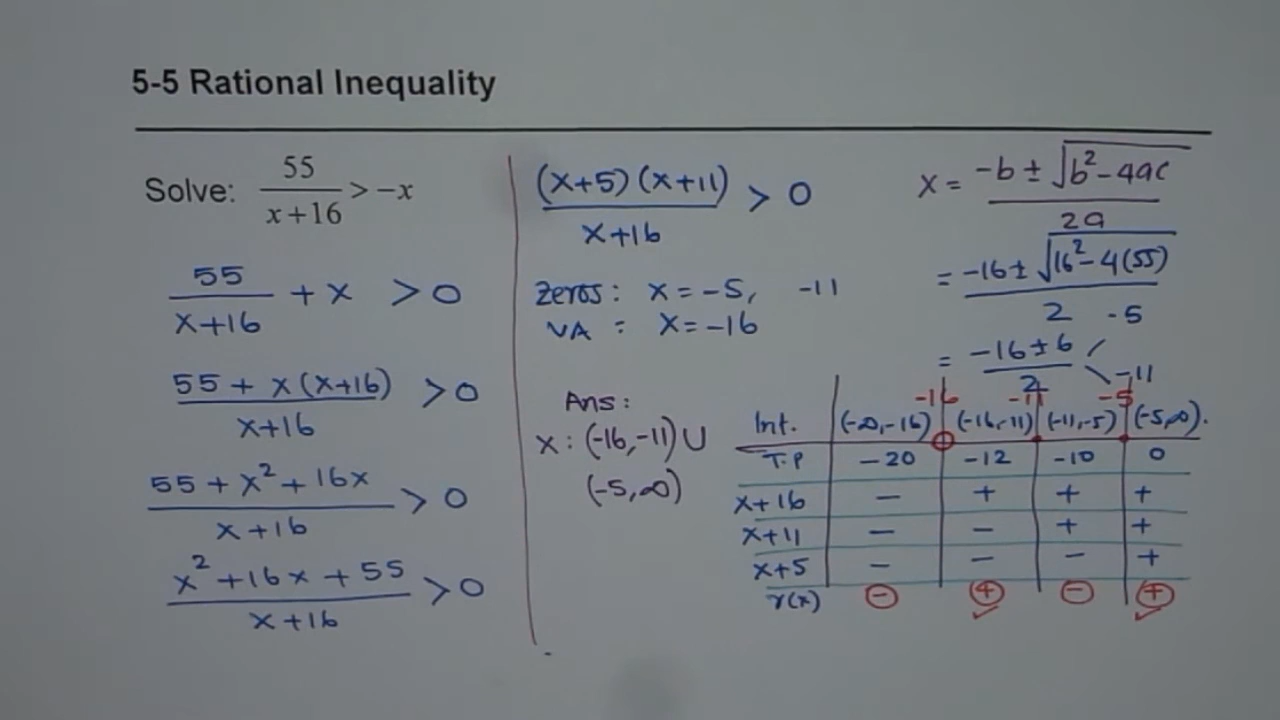 5-5 Rational Inequality
Solve: 55/(x+16) > -x
55/(x+16) + x > 0
(55 + x(x+16))/(x+16) > 0
(55 + x² + 16x)/(x+16) > 0
(x² + 16x + 55)/(x+16) > 0
(x+5)(x+11)/(x+16) > 0
Zeros: x = -5, -11
VA : x = -16
Ans:
x : (-16, -11) ∪
(-5, ∞)
x = (-b ± √(b² - 4ac))/2a
= (-16 ± √(16² - 4(55)))/2
-5
= (-16 ± 6)/2
-11
-16 -11 -5
Int. (-∞, -16) (-16, -11) (-11, -5) (-5, ∞).
T.P -20 -12 -10 0
x+16 - + + +
x+11 - - + +
x+5 - - - +
r(x) - + - +